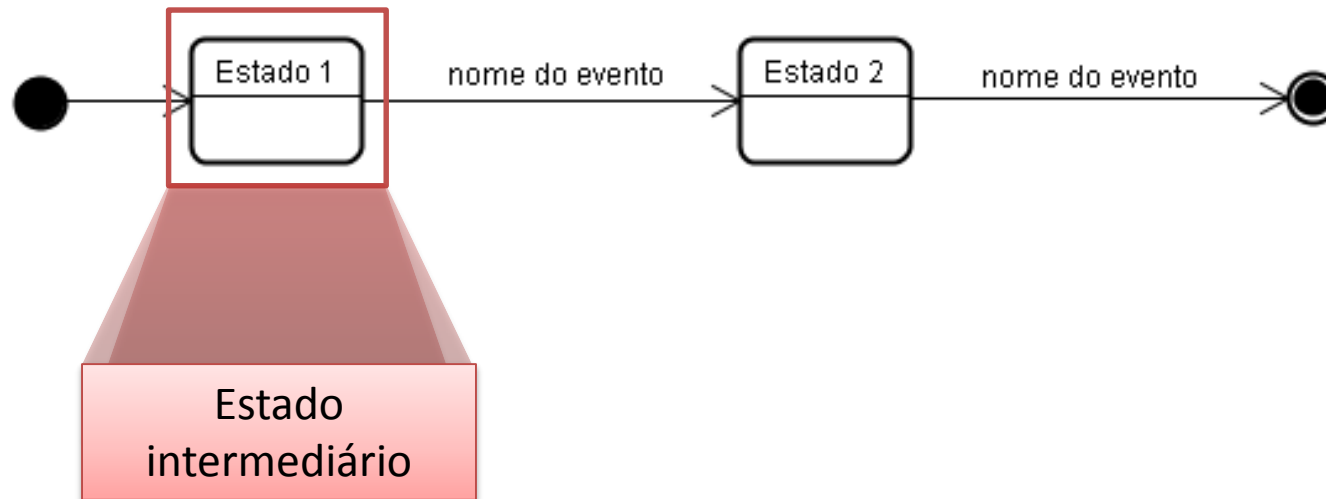 Estado 1
nome do evento
Estado 2
nome do evento
Estado
intermediário